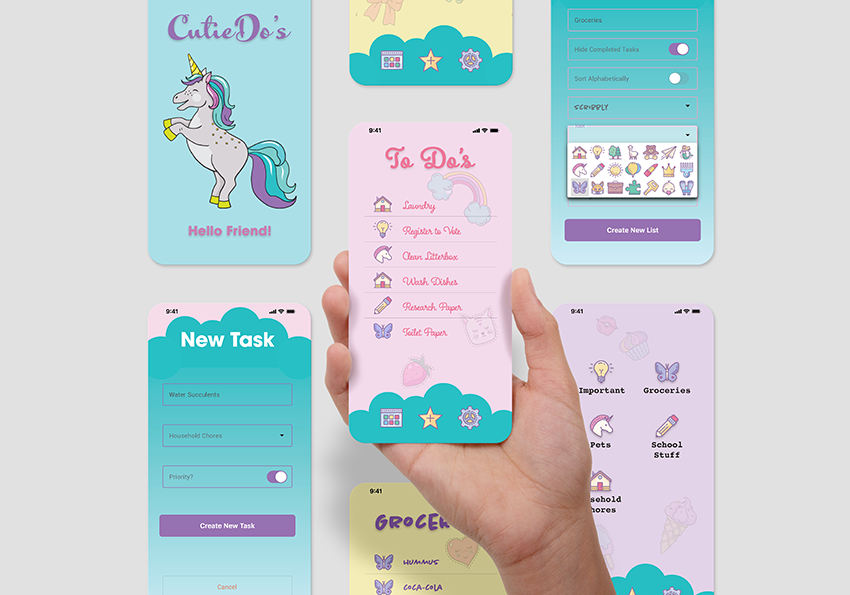 CutieDo's
Hello Friend!
9:41
To Do's
Laundry
Register to Vote
Clean Litterbox
Wash Dishes
Research Paper
Toilet Paper
Groceries
Hide Completed Tasks
Sort Alphabetically
SCRIBBLY
Create New List
9:41
New Task
Water Succulents
Household Chores
Priority?
Create New Task
Cancel
9:41
GROCER
HUMMUS
COCA-COLA
9:41
Important
Groceries
Pets
School
Stuff
sehold
hores